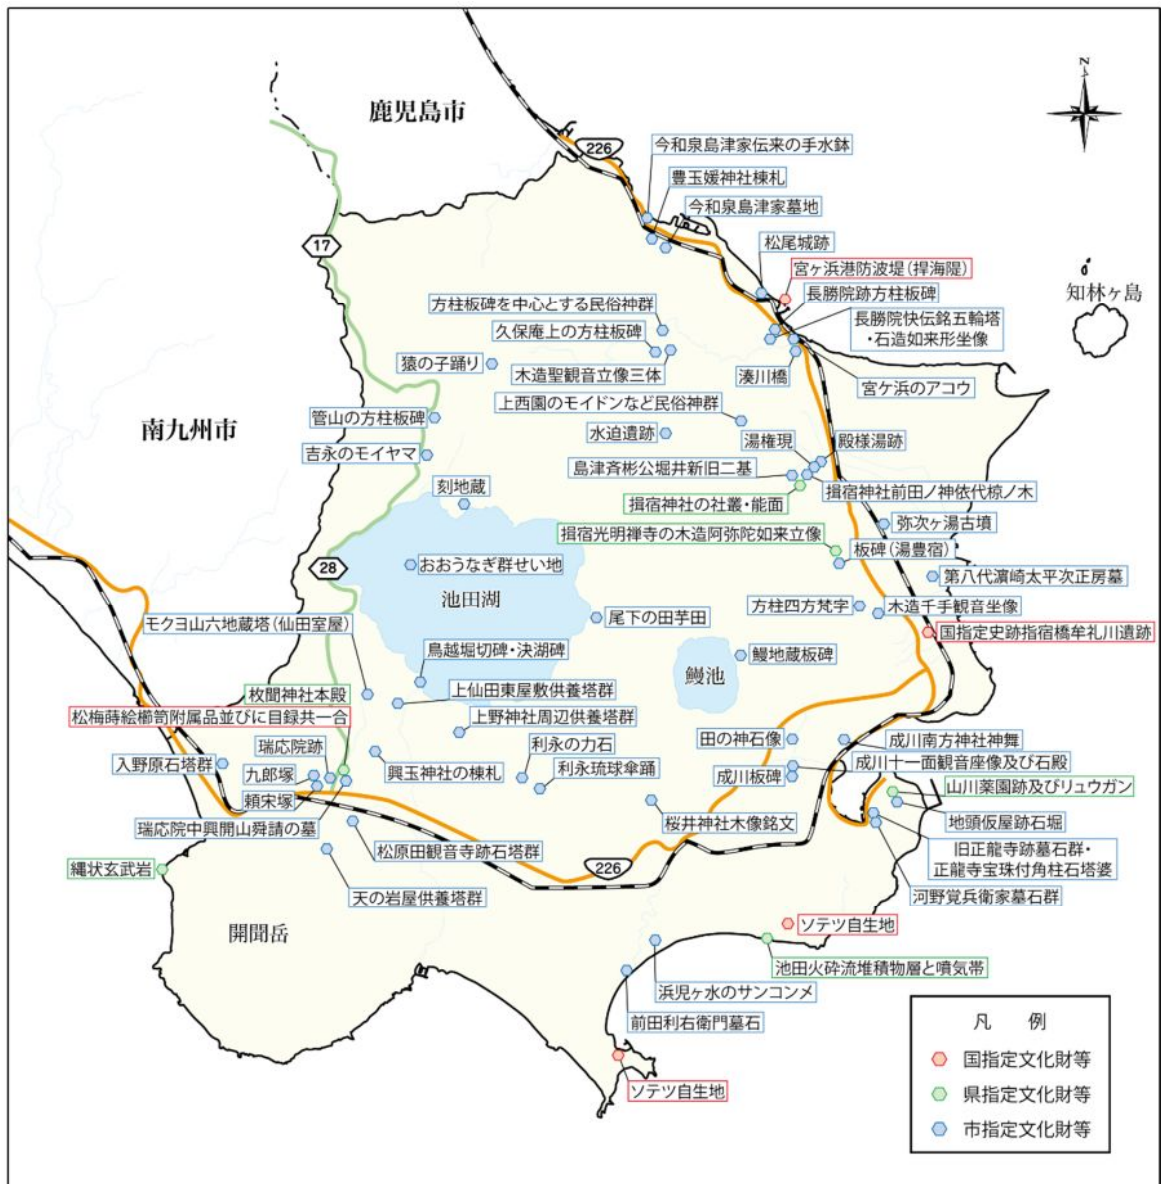 N
鹿児島市
226
今和泉島津家伝来の手水鉢
豊玉媛神社棟札
今和泉島津家墓地
17
松尾城跡
宮ヶ浜港防波堤(捍海隄)
知林ヶ島
長勝院跡方柱板碑
方柱板碑を中心とする民俗神群
長勝院快伝銘五輪塔
・石造如来形坐像
久保庵上の方柱板碑
猿の子踊り
木造聖観音立像三体
湊川橋
宮ケ浜のアコウ
上西園のモイドンなど民俗神群
管山の方柱板碑
南九州市
水迫遺跡
湯権現
殿様湯跡
吉永のモイヤマ
島津斉彬公堀井新旧二基
刻地蔵
揖宿神社前田ノ神依代椋ノ木
揖宿神社の社叢・能面
弥次ヶ湯古墳
揖宿光明禅寺の木造阿弥陀如来立像
板碑(湯豊宿)
28
おおうなぎ群せい地
第八代濵崎太平次正房墓
池田湖
方柱四方梵字
木造千手観音坐像
尾下の田芋田
モクヨ山六地蔵塔(仙田室屋)
国指定史跡指宿橋牟礼川遺跡
鳥越堀切碑・決湖碑
鰻地蔵板碑
鰻池
上仙田東屋敷供養塔群
枚聞神社本殿
松梅蒔絵櫛笥附属品並びに目録共一合
上野神社周辺供養塔群
瑞応院跡
利永の力石
田の神石像
成川南方神社神舞
入野原石塔群
九郎塚
興玉神社の棟札
利永琉球傘踊
成川十一面観音座像及び石殿
成川板碑
山川薬園跡及びリュウガン
頼宋塚
桜井神社木像銘文
地頭仮屋跡石堀
瑞応院中興開山舜請の墓
松原田観音寺跡石塔群
旧正龍寺跡墓石群・
正龍寺宝珠付角柱石塔婆
縄状玄武岩
226
河野覚兵衛家墓石群
天の岩屋供養塔群
ソテツ自生地
開聞岳
池田火砕流堆積物層と噴気帯
浜児ヶ水のサンコンメ
前田利右衛門墓石
凡 例
国指定文化財等
県指定文化財等
市指定文化財等
ソテツ自生地